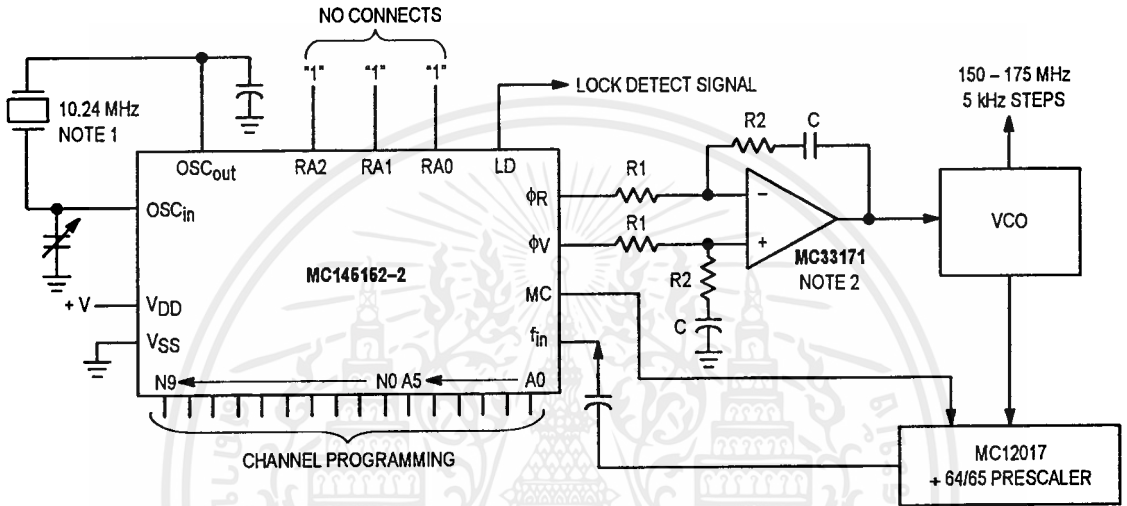 NO CONNECTS
"1" "1" "1"
LOCK DETECT SIGNAL
150 – 175 MHz
5 kHz STEPS
10.24 MHz
NOTE 1
OSCout RA2 RA1 RA0 LD
OSCin
R2 C
R1
ϕR
–
VCO
R1
ϕV
+
MC33171
NOTE 2
MC145152–2
R2
MC
+ V
VDD
C
fin
VSS
N9 N0 A5 A0
CHANNEL PROGRAMMING
MC12017
+ 64/65 PRESCALER